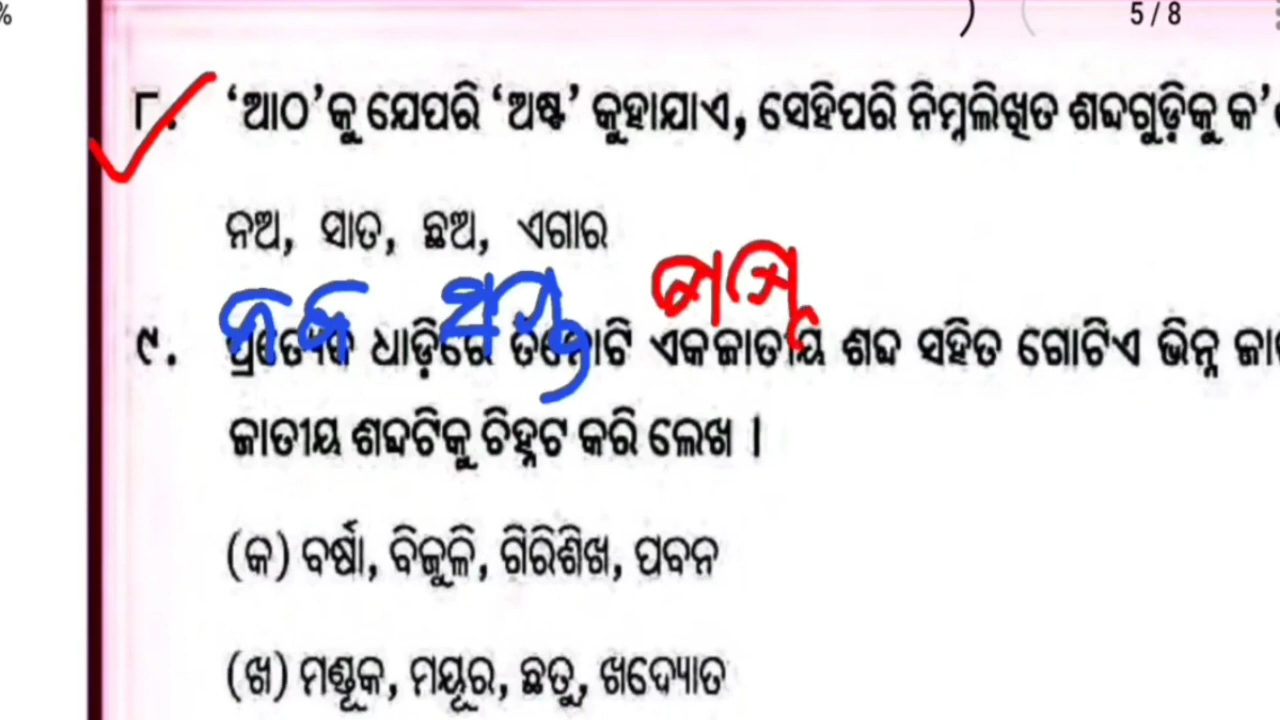 5 / 8
୮. ‘ଆଠ’କୁ ଯେପରି ‘ଅଷ୍ଟ’ କୁହାଯାଏ, ସେହିପରି ନିମ୍ନଲିଖିତ ଶବ୍ଦଗୁଡ଼ିକୁ କ’
ନଅ, ସାତ, ଛଅ, ଏଗାର
ନବ
୯. ପ୍ରତ୍ୟେକ ଧାଡ଼ିରେ ତିନୋଟି ଏକଜାତୀୟ ଶବ୍ଦ ସହିତ ଗୋଟିଏ ଭିନ୍ନ
ଜାତୀୟ ଶବ୍ଦଟିକୁ ଚିହ୍ନଟ କରି ଲେଖ ।
(କ) ବର୍ଷା, ବିଜୁଳି, ଗିରିଶିଖ, ପବନ
(ଖ) ମଣ୍ଡୂକ, ମୟୂର, ଛତୁ, ଖଦ୍ୟୋତ